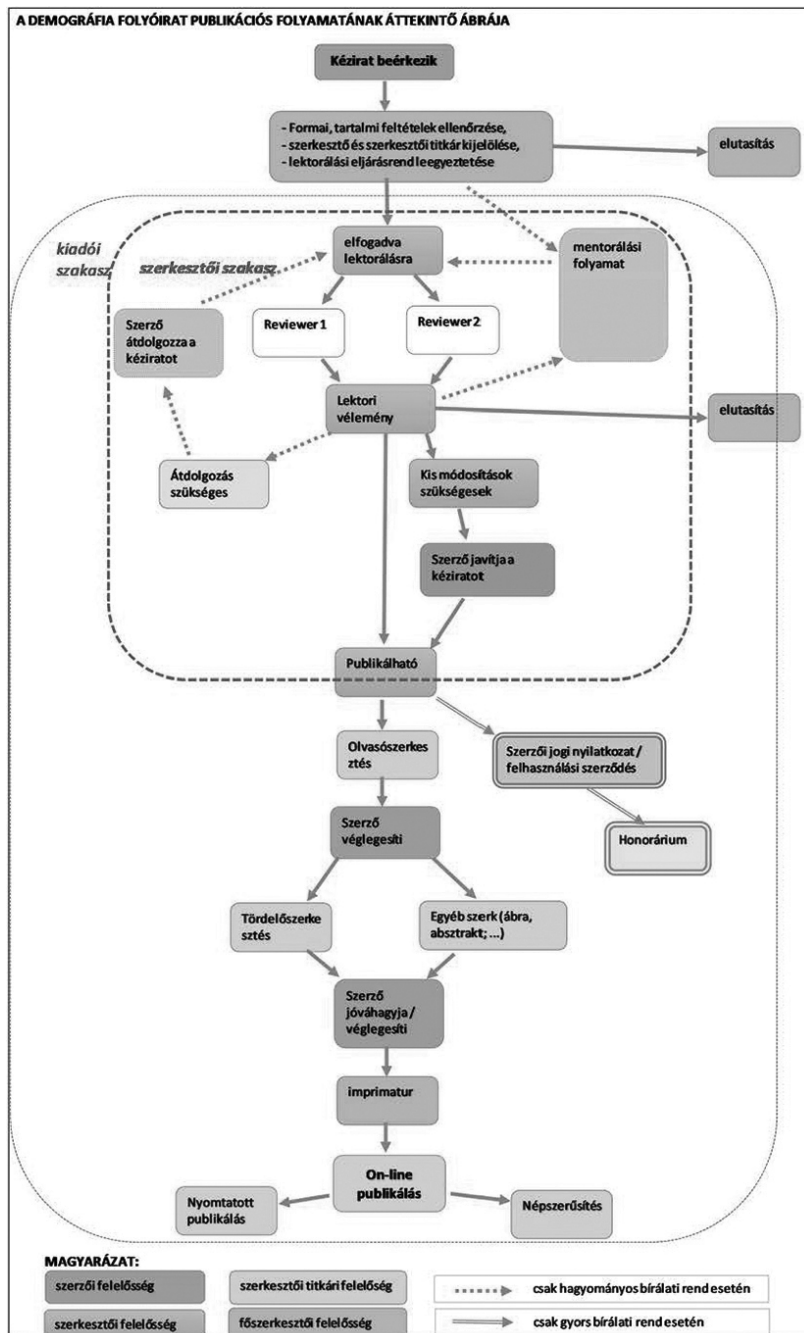 A DEMOGRÁFIA FOLYÓIRAT PUBLIKÁCIÓS FOLYAMATÁNAK ÁTTEKINTŐ ÁBRÁJA
Kézirat beérkezik
- Formai, tartalmi feltételek ellenőrzése,
- szerkesztő és szerkesztői titkár kijelölése,
- lektorálási eljárásrend leegyeztetése
elutasítás
kiadói
szakasz
szerkesztői szakasz
elfogadva
lektorálásra
mentorálási
folyamat
Szerző
átdolgozza a
kéziratot
Reviewer 1
Reviewer 2
Lektori
vélemény
elutasítás
Átdolgozás
szükséges
Kis módosítások
szükségesek
Szerző javítja a
kéziratot
Publikálható
Olvasószerkes
ztés
Szerzői jogi nyilatkozat /
felhasználási szerződés
Szerző
véglegesíti
Honorárium
Tördelőszerke
sztés
Egyéb szerk (ábra,
absztrakt; ...)
Szerző
jóváhagyja /
véglegesíti
imprimatur
On-line
publikálás
Nyomtatott
publikálás
Népszerűsítés
MAGYARÁZAT:
szerzői felelősség
szerkesztői titkári felelőség
csak hagyományos bírálati rend esetén
szerkesztői felelősség
főszerkesztői felelősség
csak gyors bírálati rend esetén